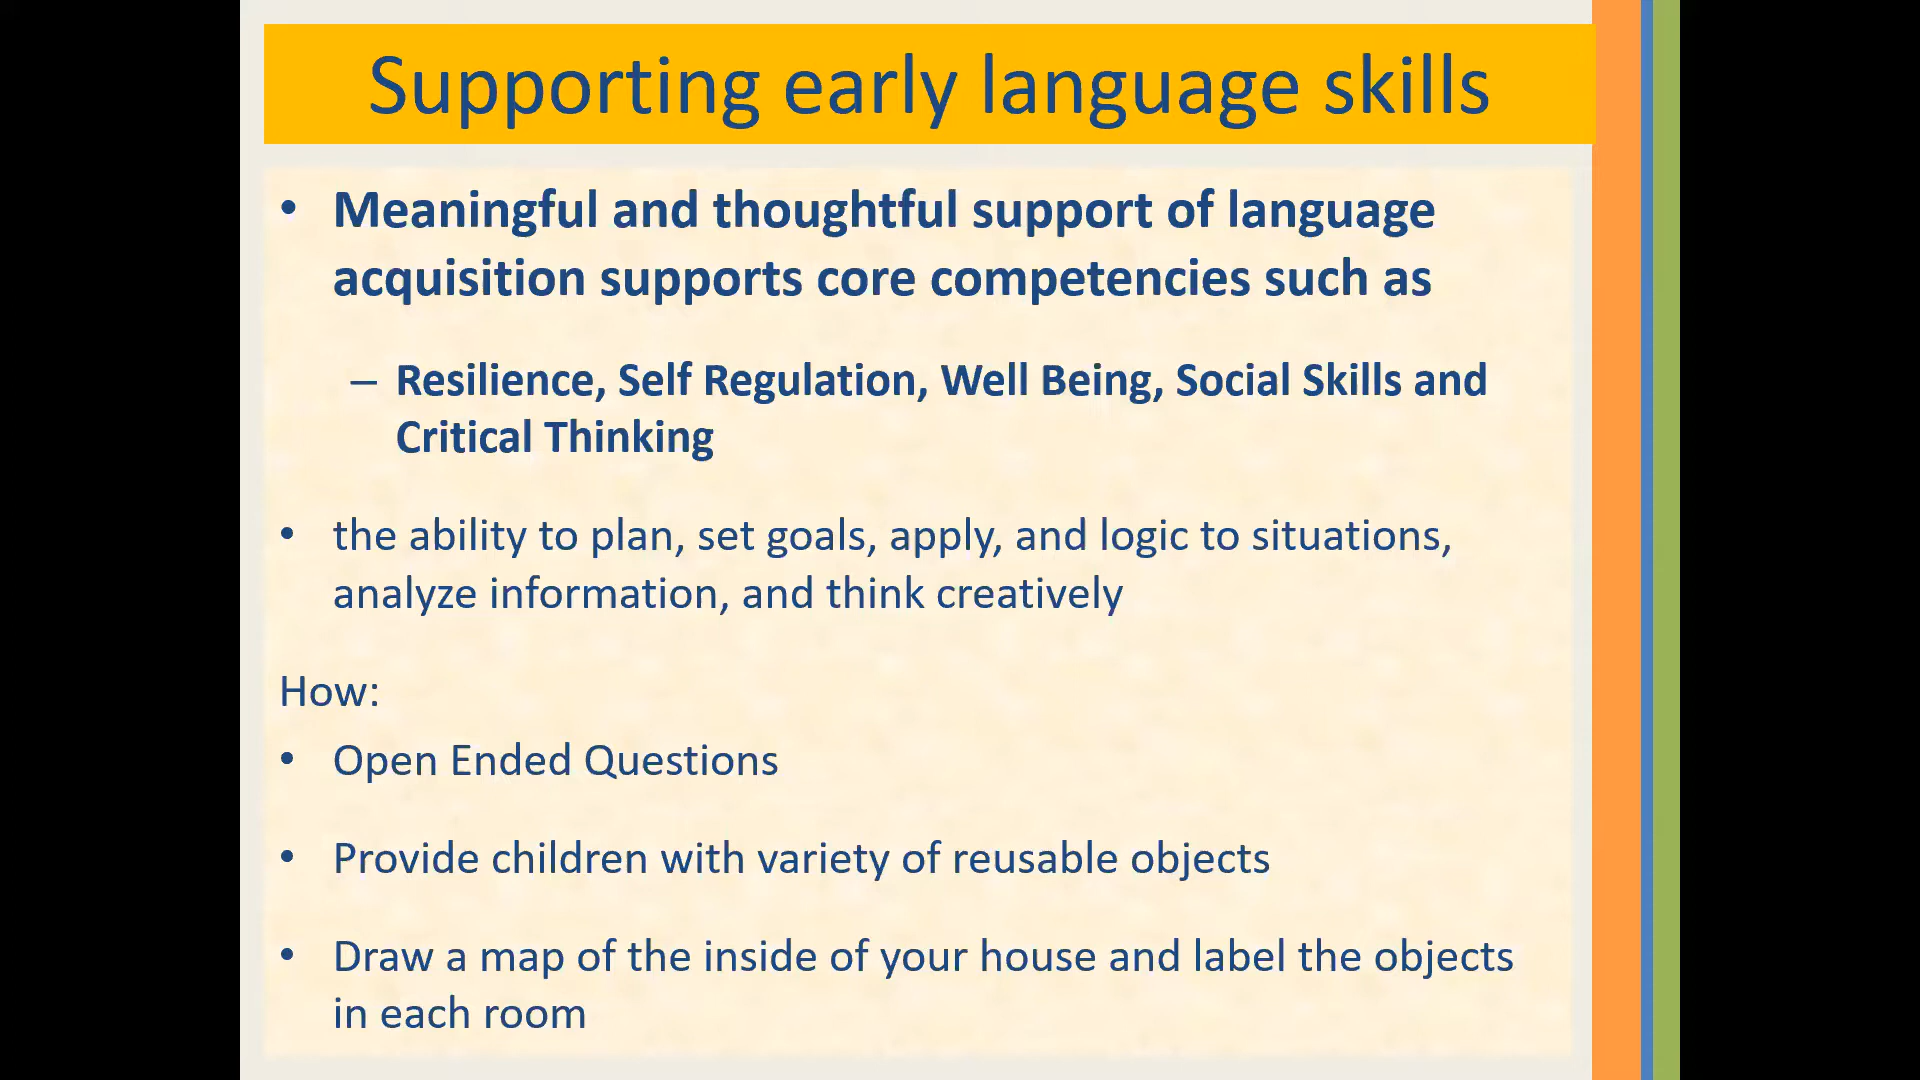 Supporting early language skills
• Meaningful and thoughtful support of language
acquisition supports core competencies such as
– Resilience, Self Regulation, Well Being, Social Skills and
Critical Thinking
• the ability to plan, set goals, apply, and logic to situations,
analyze information, and think creatively
How:
• Open Ended Questions
• Provide children with variety of reusable objects
• Draw a map of the inside of your house and label the objects
in each room